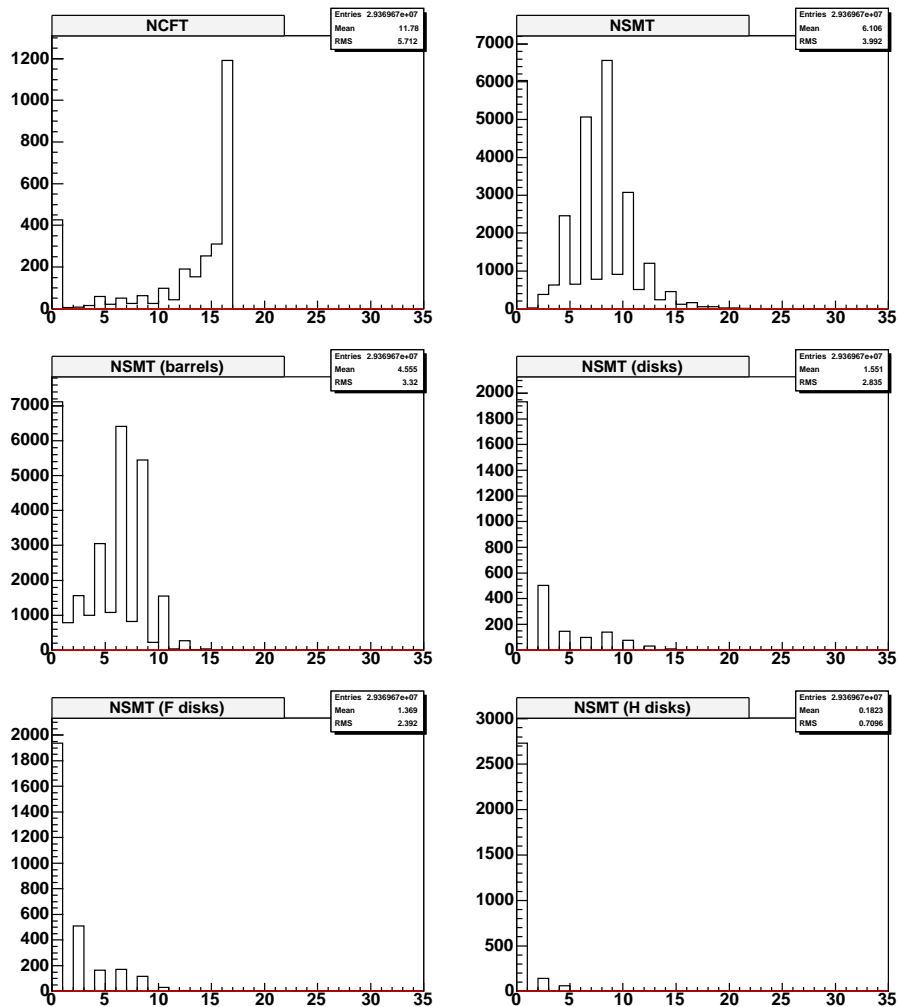 NCFT
Entries 2.936967e+07
Mean 11.78
RMS 5.712
1200
1000
800
600
400
200
0
0 5 10 15 20 25 30 35
NSMT
Entries 2.936967e+07
Mean 6.106
RMS 3.992
7000
6000
5000
4000
3000
2000
1000
0
0 5 10 15 20 25 30 35
NSMT (barrels)
Entries 2.936967e+07
Mean 4.555
RMS 3.32
7000
6000
5000
4000
3000
2000
1000
0
0 5 10 15 20 25 30 35
NSMT (disks)
Entries 2.936967e+07
Mean 1.551
RMS 2.835
2000
1800
1600
1400
1200
1000
800
600
400
200
0
0 5 10 15 20 25 30 35
NSMT (F disks)
Entries 2.936967e+07
Mean 1.369
RMS 2.392
2000
1800
1600
1400
1200
1000
800
600
400
200
0
0 5 10 15 20 25 30 35
NSMT (H disks)
Entries 2.936967e+07
Mean 0.1823
RMS 0.7096
3000
2500
2000
1500
1000
500
0
0 5 10 15 20 25 30 35